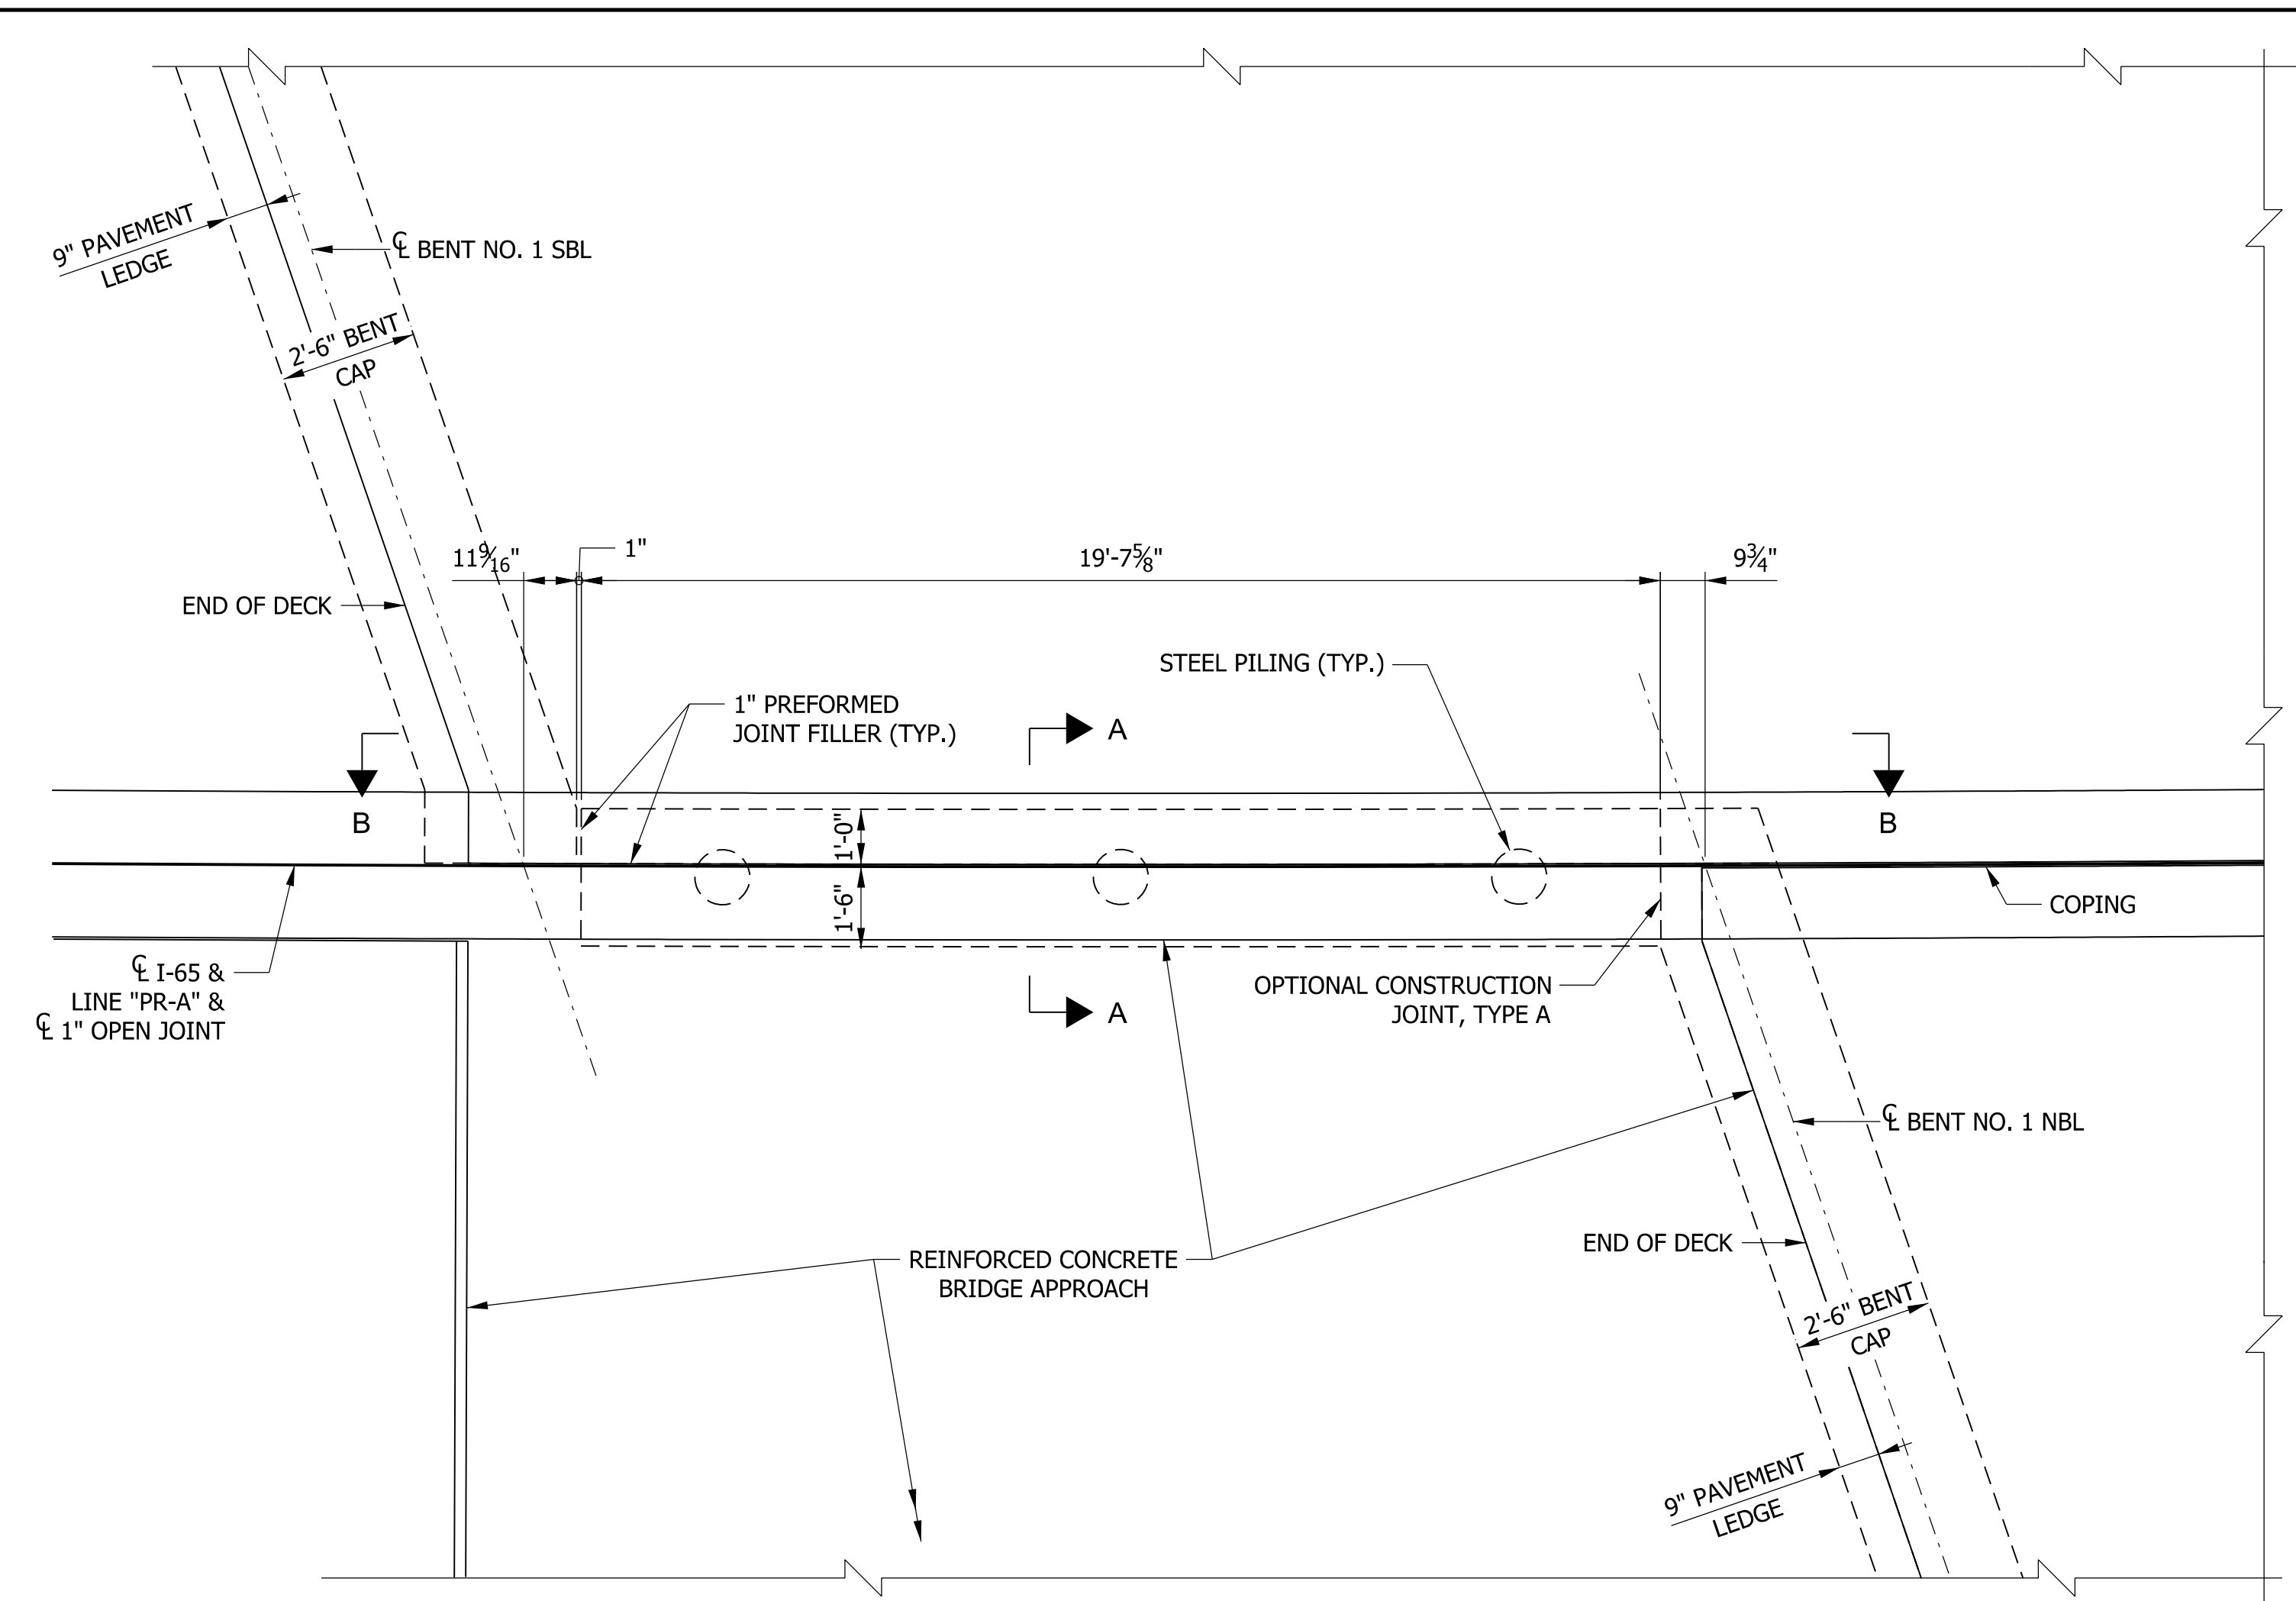 9" PAVEMENT
LEDGE
℄ BENT NO. 1 SBL
2'-6" BENT
CAP
11 9/16"
1"
19'-7 5/8"
9 3/4"
END OF DECK
STEEL PILING (TYP.)
1" PREFORMED
JOINT FILLER (TYP.)
A
B
B
1'-0"
1'-6"
COPING
℄ I-65 &
LINE "PR-A" &
℄ 1" OPEN JOINT
OPTIONAL CONSTRUCTION
JOINT, TYPE A
A
℄ BENT NO. 1 NBL
END OF DECK
REINFORCED CONCRETE
BRIDGE APPROACH
2'-6" BENT
CAP
9" PAVEMENT
LEDGE